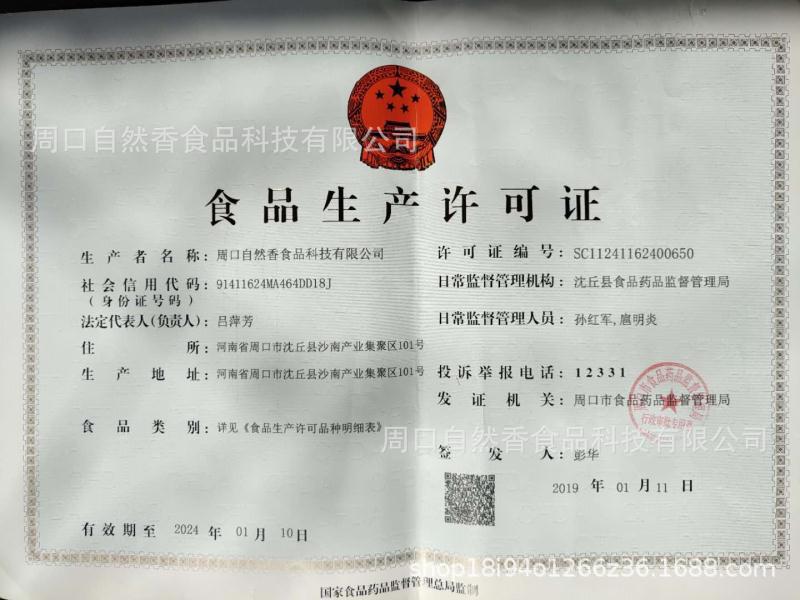 周口自然香食品科技有限公司
食品生产许可证
生产者名称：周口自然香食品科技有限公司
社会信用代码：91411624MA464DD18J
（身份证号码）
法定代表人(负责人)：吕萍芳
住所：河南省周口市沈丘县沙南产业集聚区101号
生产地址：河南省周口市沈丘县沙南产业集聚区101号
食品类别：详见《食品生产许可品种明细表》
有效期至 2024 年 01 月 10 日
许可证编号：SC11241162400650
日常监督管理机构：沈丘县食品药品监督管理局
日常监督管理人员：孙红军,扈明炎
投诉举报电话：12331
发证机关：周口市食品药品监督管理局
行政审批专用章
周口自然香食品科技有限公司
签发人：彭华
2019 年 01 月 11 日
国家食品药品监督管理总局监制
shop18i94o1266z36.1688.com